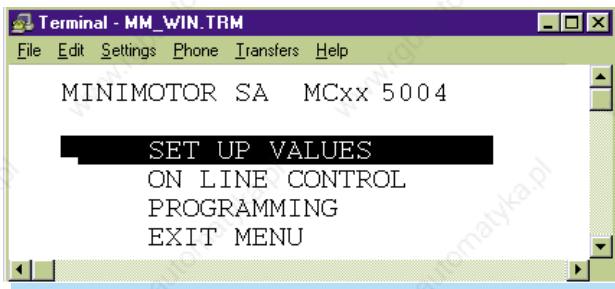 Terminal - MM_WIN.TRM
File Edit Settings Phone Transfers Help
MINIMOTOR SA MCxx 5004
SET UP VALUES
ON LINE CONTROL
PROGRAMMING
EXIT MENU